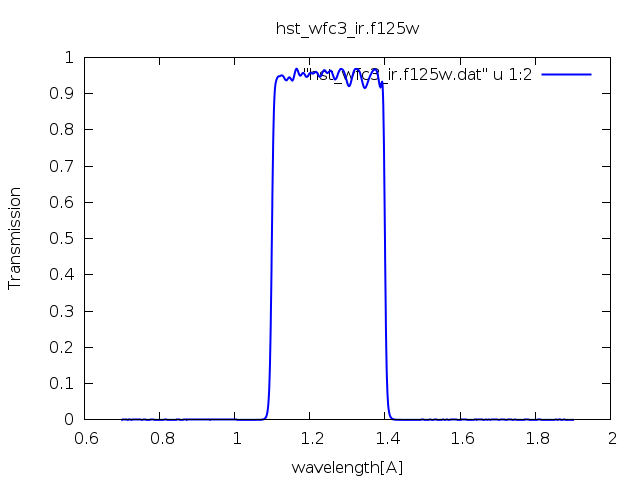 hst_wfc3_ir.f125w
"hst_wfc3_ir.f125w.dat" u 1:2
1
0.9
0.8
0.7
0.6
0.5
0.4
0.3
0.2
0.1
0
Transmission
0.6 0.8 1 1.2 1.4 1.6 1.8 2
wavelength[A]